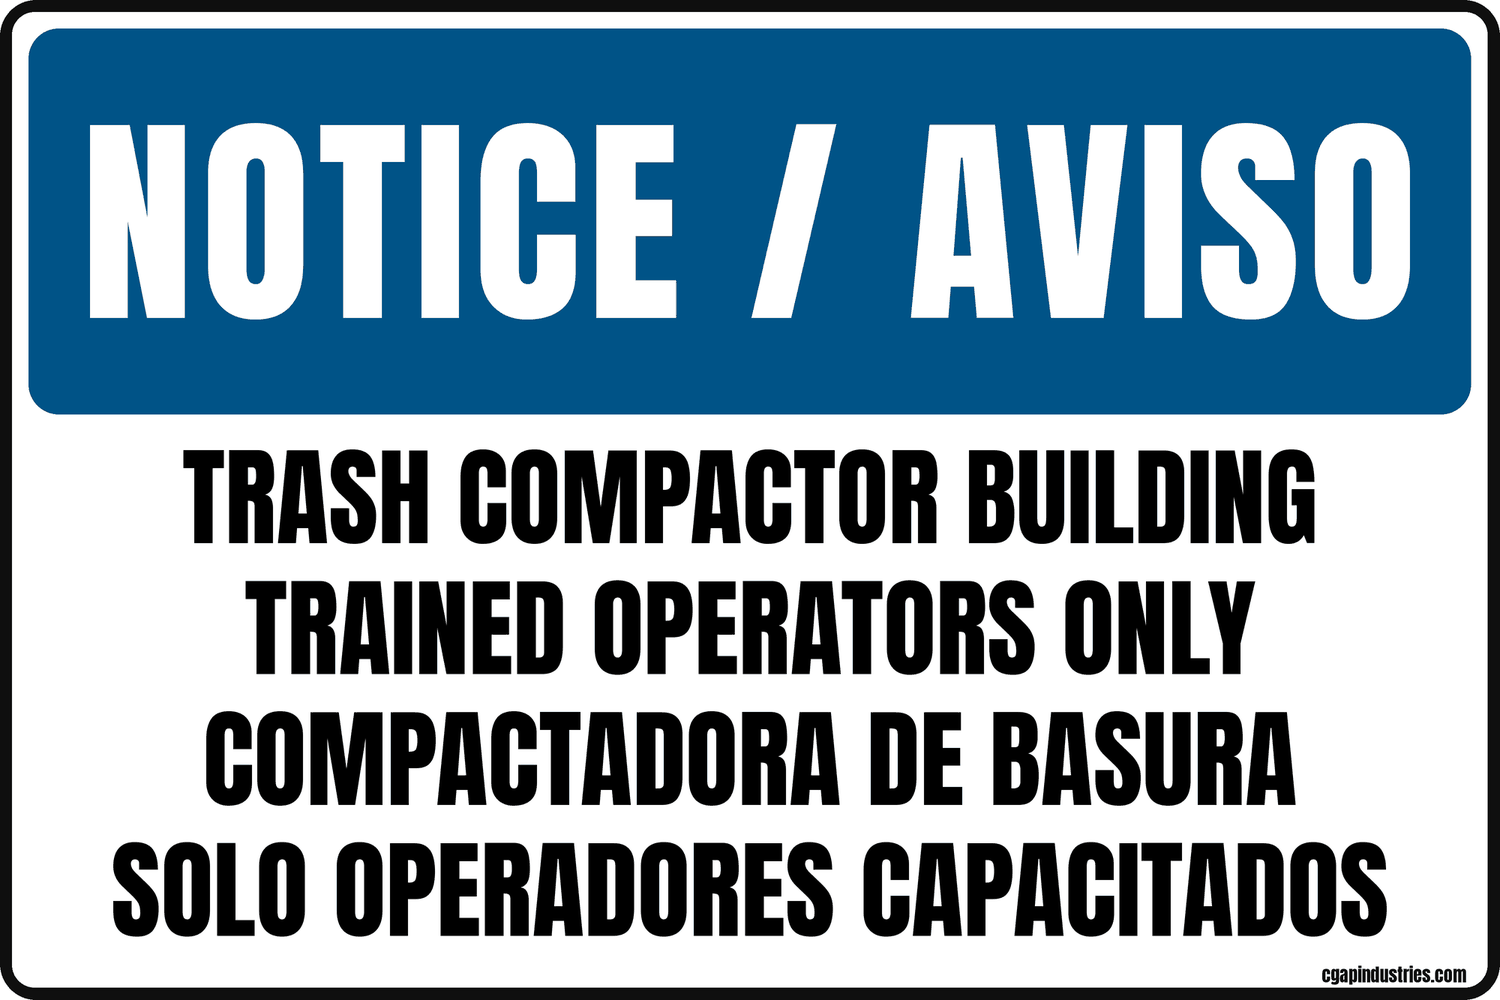 NOTICE / AVISO
TRASH COMPACTOR BUILDING
TRAINED OPERATORS ONLY
COMPACTADORA DE BASURA
SOLO OPERADORES CAPACITADOS
cgapindustries.com